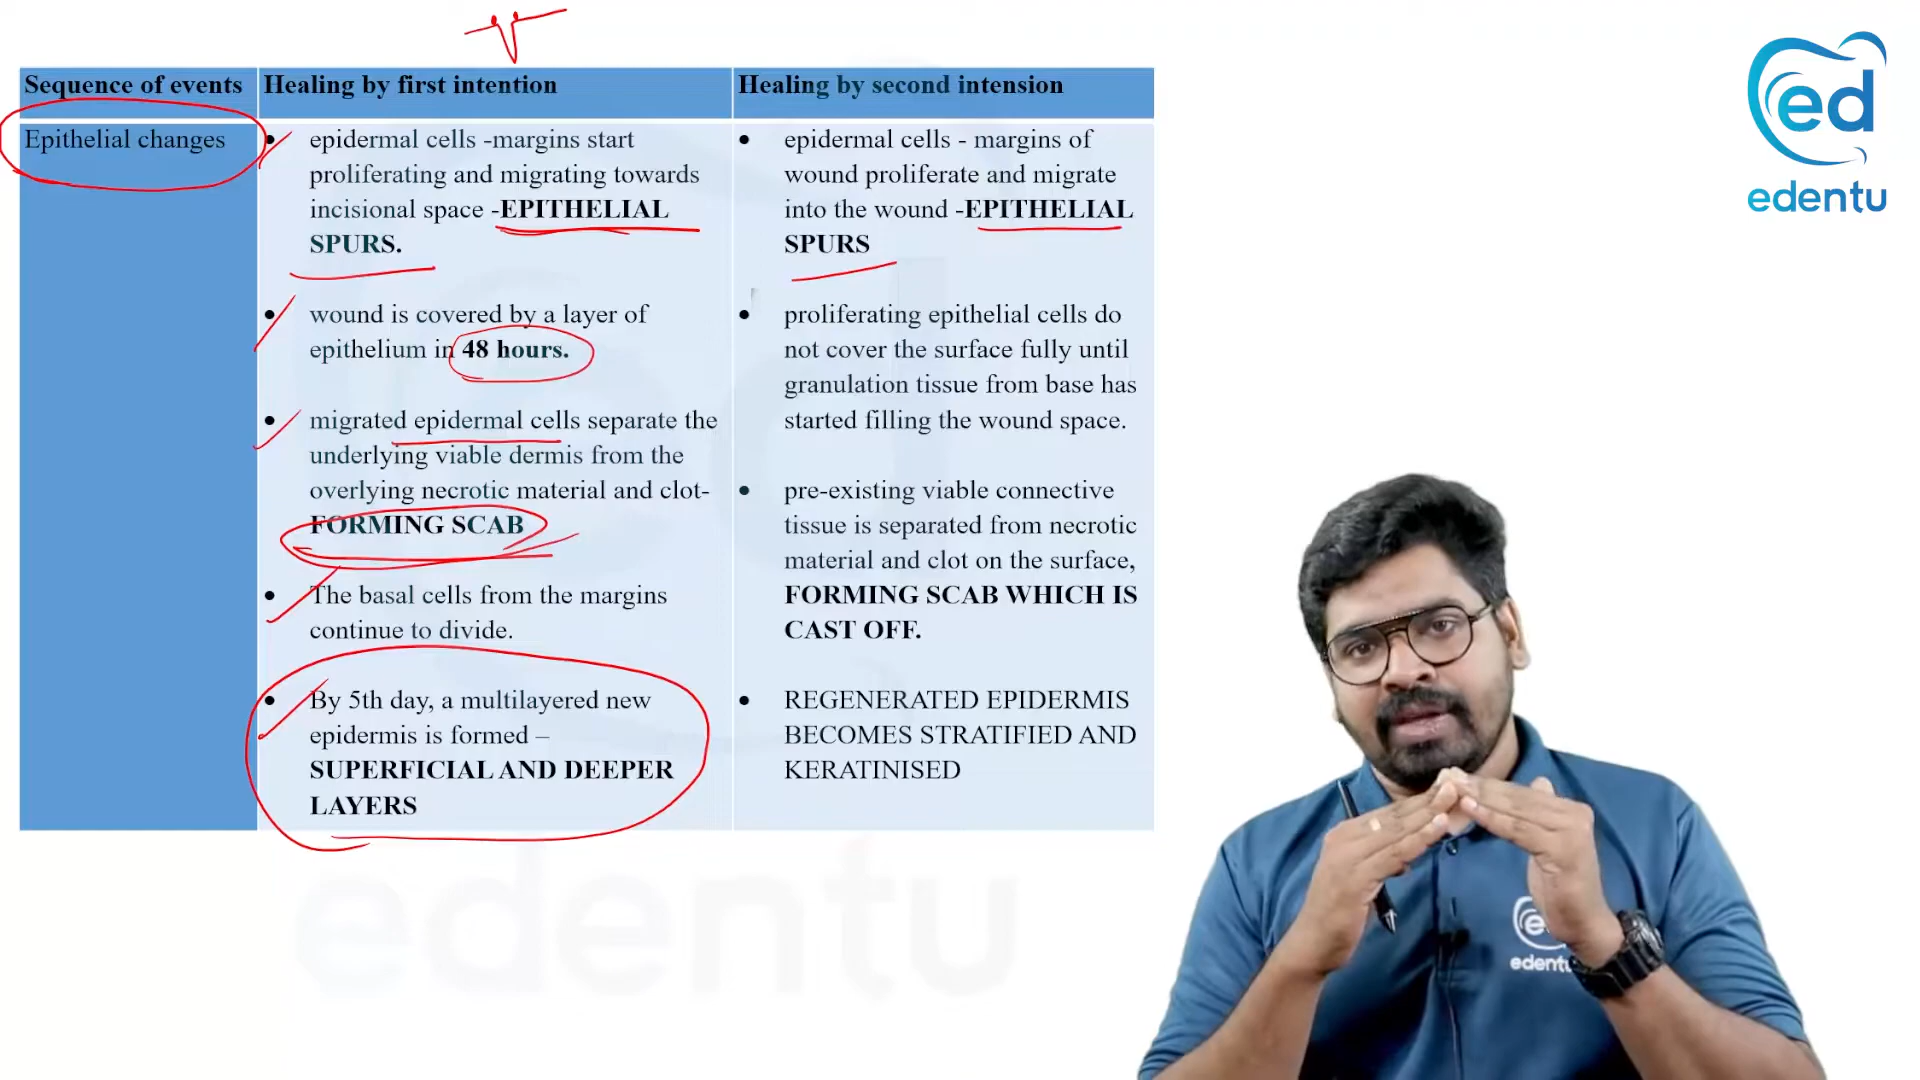 Sequence of events
Healing by first intention
Healing by second intension
Epithelial changes
• epidermal cells -margins start
proliferating and migrating towards
incisional space -EPITHELIAL
SPURS.
• wound is covered by a layer of
epithelium in 48 hours.
• migrated epidermal cells separate the
underlying viable dermis from the
overlying necrotic material and clot-
FORMING SCAB
• The basal cells from the margins
continue to divide.
• By 5th day, a multilayered new
epidermis is formed –
SUPERFICIAL AND DEEPER
LAYERS
• epidermal cells - margins of
wound proliferate and migrate
into the wound -EPITHELIAL
SPURS
• proliferating epithelial cells do
not cover the surface fully until
granulation tissue from base has
started filling the wound space.
• pre-existing viable connective
tissue is separated from necrotic
material and clot on the surface,
FORMING SCAB WHICH IS
CAST OFF.
• REGENERATED EPIDERMIS
BECOMES STRATIFIED AND
KERATINISED
ed
edentu
edentu
edentu